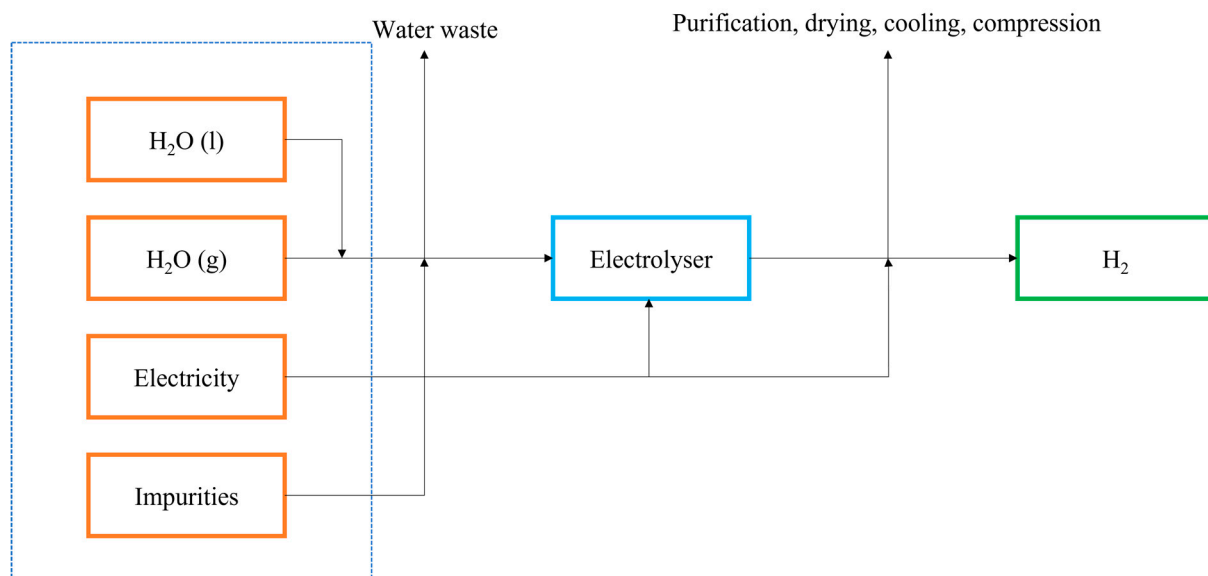 Water waste
Purification, drying, cooling, compression
H₂O (l)
H₂O (g)
Electrolyser
H₂
Electricity
Impurities